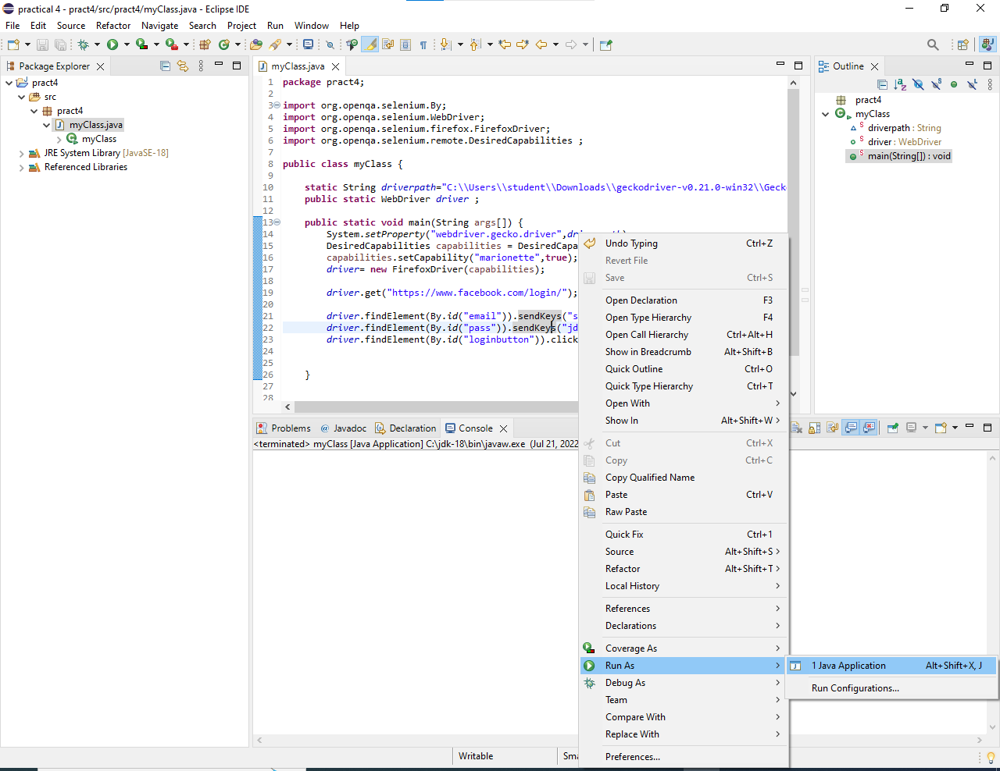 practical 4 - pract4/src/pract4/myClass.java - Eclipse IDE
File Edit Source Refactor Navigate Search Project Run Window Help
Package Explorer
pract4
src
pract4
myClass.java
myClass
JRE System Library [JavaSE-18]
Referenced Libraries
myClass.java
1 package pract4;
2
3 import org.openqa.selenium.By;
4 import org.openqa.selenium.WebDriver;
5 import org.openqa.selenium.firefox.FirefoxDriver;
6 import org.openqa.selenium.remote.DesiredCapabilities ;
7
8 public class myClass {
9
10 static String driverpath="C:\\Users\\student\\Downloads\\geckodriver-v0.21.0-win32\\Geck
11 public static WebDriver driver ;
12
13 public static void main(String args[]) {
14 System.setProperty("webdriver.gecko.driver",
15 DesiredCapabilities capabilities = DesiredCapa
16 capabilities.setCapability("marionette",true);
17 driver= new FirefoxDriver(capabilities);
18
19 driver.get("https://www.facebook.com/login/");
20
21 driver.findElement(By.id("email")).sendKeys("s
22 driver.findElement(By.id("pass")).sendKeys("jd
23 driver.findElement(By.id("loginbutton")).click
24
25
26 }
27
28
Outline
pract4
myClass
driverpath : String
driver : WebDriver
main(String[]) : void
Undo Typing Ctrl+Z
Revert File
Save Ctrl+S
Open Declaration F3
Open Type Hierarchy F4
Open Call Hierarchy Ctrl+Alt+H
Show in Breadcrumb Alt+Shift+B
Quick Outline Ctrl+O
Quick Type Hierarchy Ctrl+T
Open With
Show In Alt+Shift+W
Cut Ctrl+X
Copy Ctrl+C
Copy Qualified Name
Paste Ctrl+V
Raw Paste
Quick Fix Ctrl+1
Source Alt+Shift+S
Refactor Alt+Shift+T
Local History
References
Declarations
Coverage As
Run As
Debug As
Team
Compare With
Replace With
Preferences...
1 Java Application Alt+Shift+X, J
Run Configurations...
Problems Javadoc Declaration Console
<terminated> myClass [Java Application] C:\jdk-18\bin\javaw.exe (Jul 21, 2022
Writable
Sma